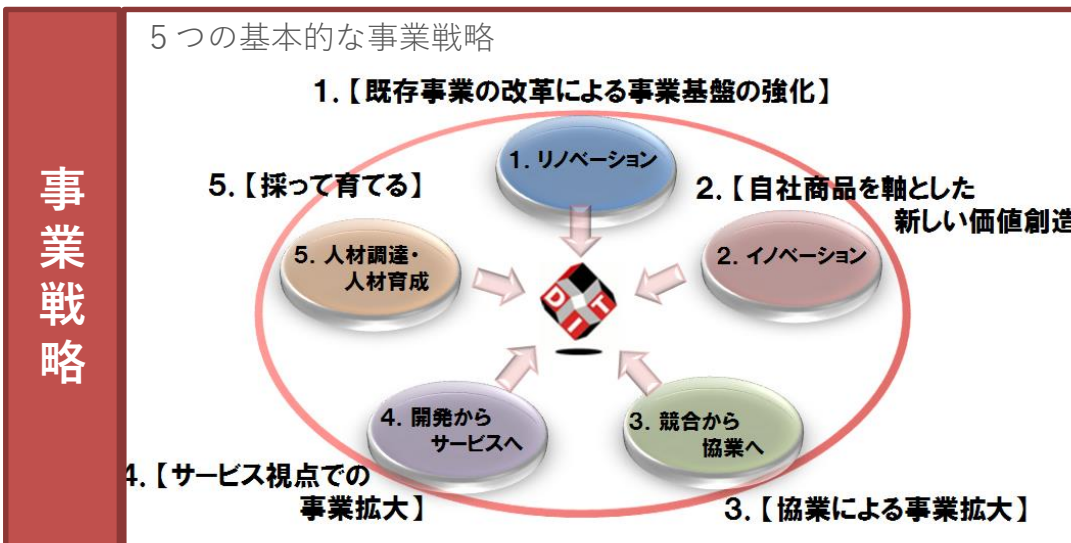 事業戦略
5つの基本的な事業戦略
1.【既存事業の改革による事業基盤の強化】
1. リノベーション
5.【採って育てる】
2.【自社商品を軸とした
新しい価値創造
5. 人材調達・
人材育成
2. イノベーション
DIT
4. 開発から
サービスへ
3. 競合から
協業へ
4.【サービス視点での
事業拡大】
3.【協業による事業拡大】